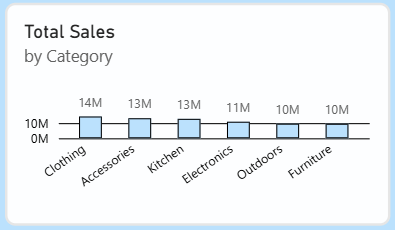 Total Sales
by Category
14M 13M 13M 11M 10M 10M
10M
0M
Clothing Accessories Kitchen Electronics Outdoors Furniture